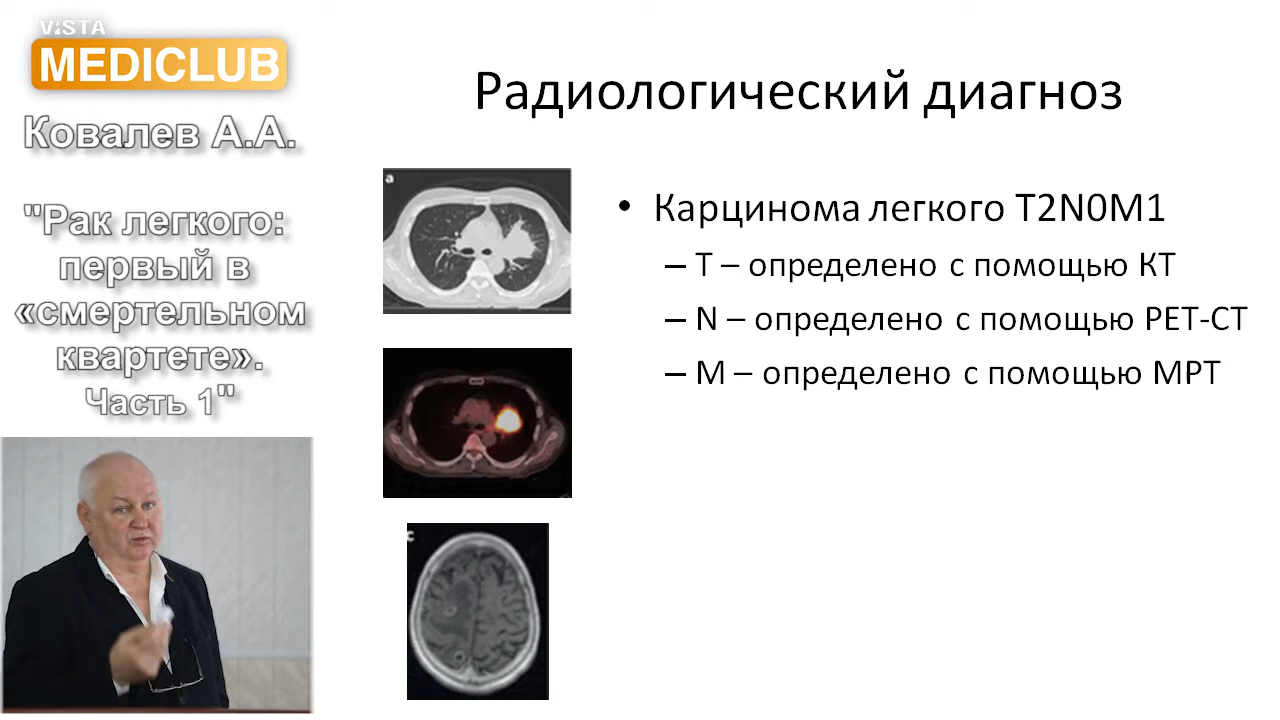 VISTA
MEDICLUB
Ковалев А.А.
"Рак легкого:
первый в
«смертельном
квартете».
Часть 1"
Радиологический диагноз
a
• Карцинома легкого T2N0M1
– Т – определено с помощью КТ
– N – определено с помощью PET-CT
– М – определено с помощью МРТ
c